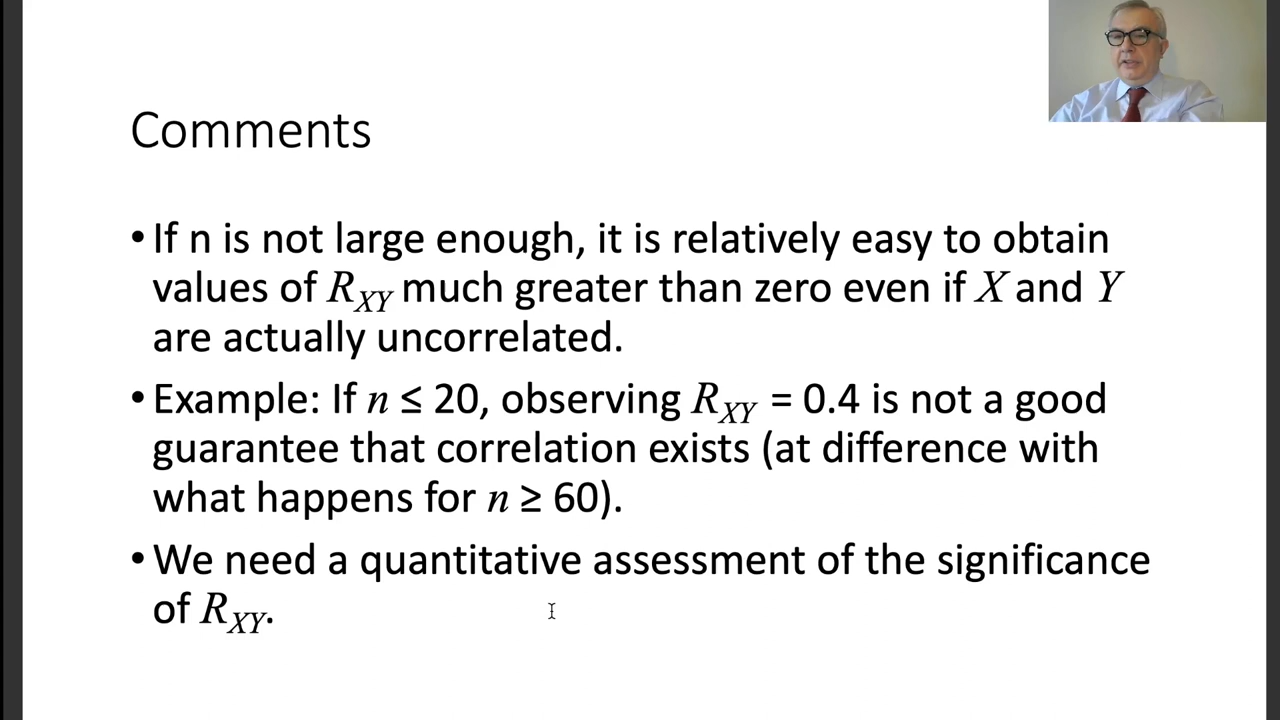 Comments
•If n is not large enough, it is relatively easy to obtain
values of R_XY much greater than zero even if X and Y
are actually uncorrelated.
•Example: If n ≤ 20, observing R_XY = 0.4 is not a good
guarantee that correlation exists (at difference with
what happens for n ≥ 60).
•We need a quantitative assessment of the significance
of R_XY.